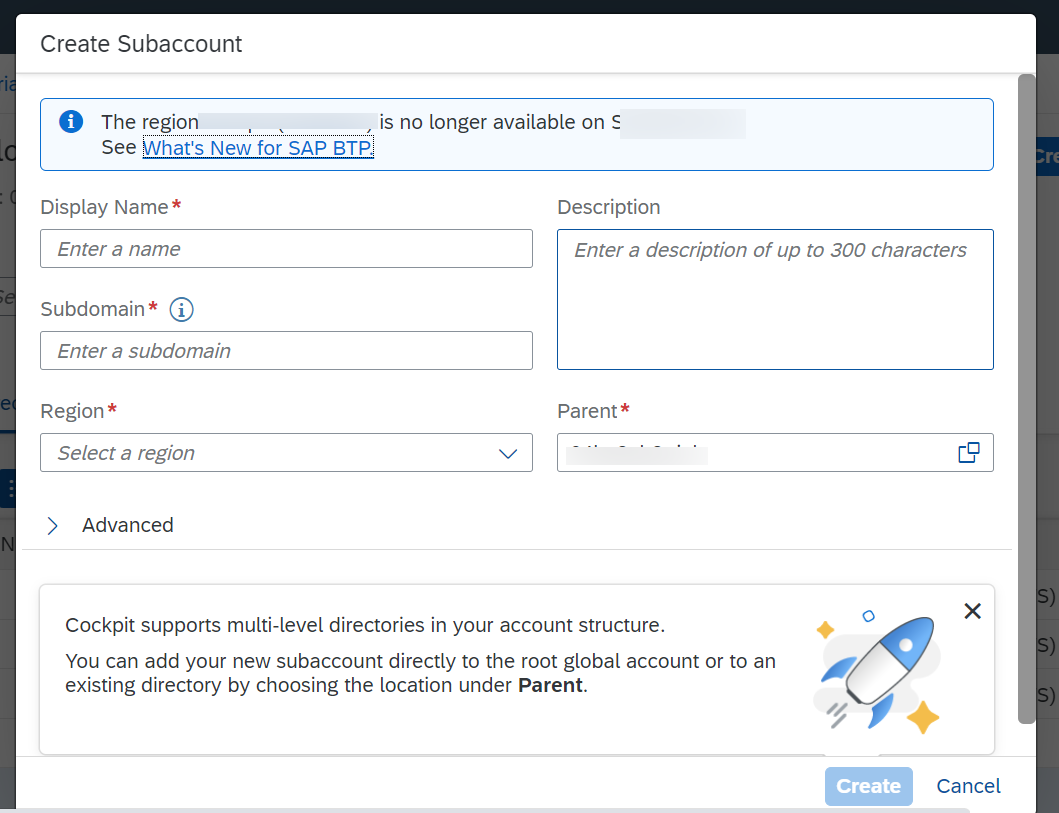 Create Subaccount
The region is no longer available on S
See What's New for SAP BTP.
Display Name*
Enter a name
Description
Enter a description of up to 300 characters
Subdomain*
Enter a subdomain
Region*
Select a region
Parent*
Advanced
Cockpit supports multi-level directories in your account structure.
You can add your new subaccount directly to the root global account or to an
existing directory by choosing the location under Parent.
Create
Cancel